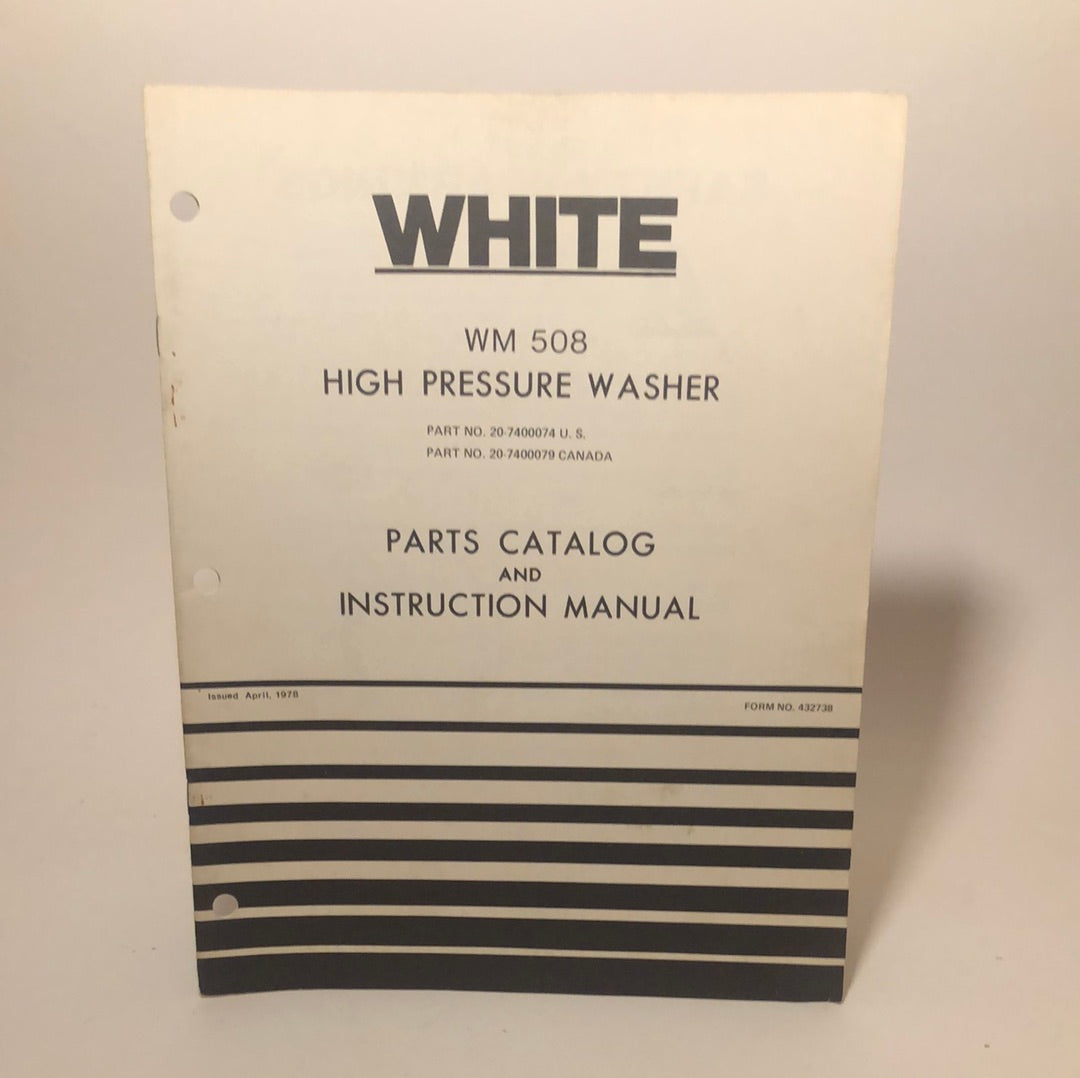 WHITE
WM 508
HIGH PRESSURE WASHER
PART NO. 20-7400074 U. S.
PART NO. 20-7400079 CANADA
PARTS CATALOG
AND
INSTRUCTION MANUAL
Issued April, 1978
FORM NO. 432738